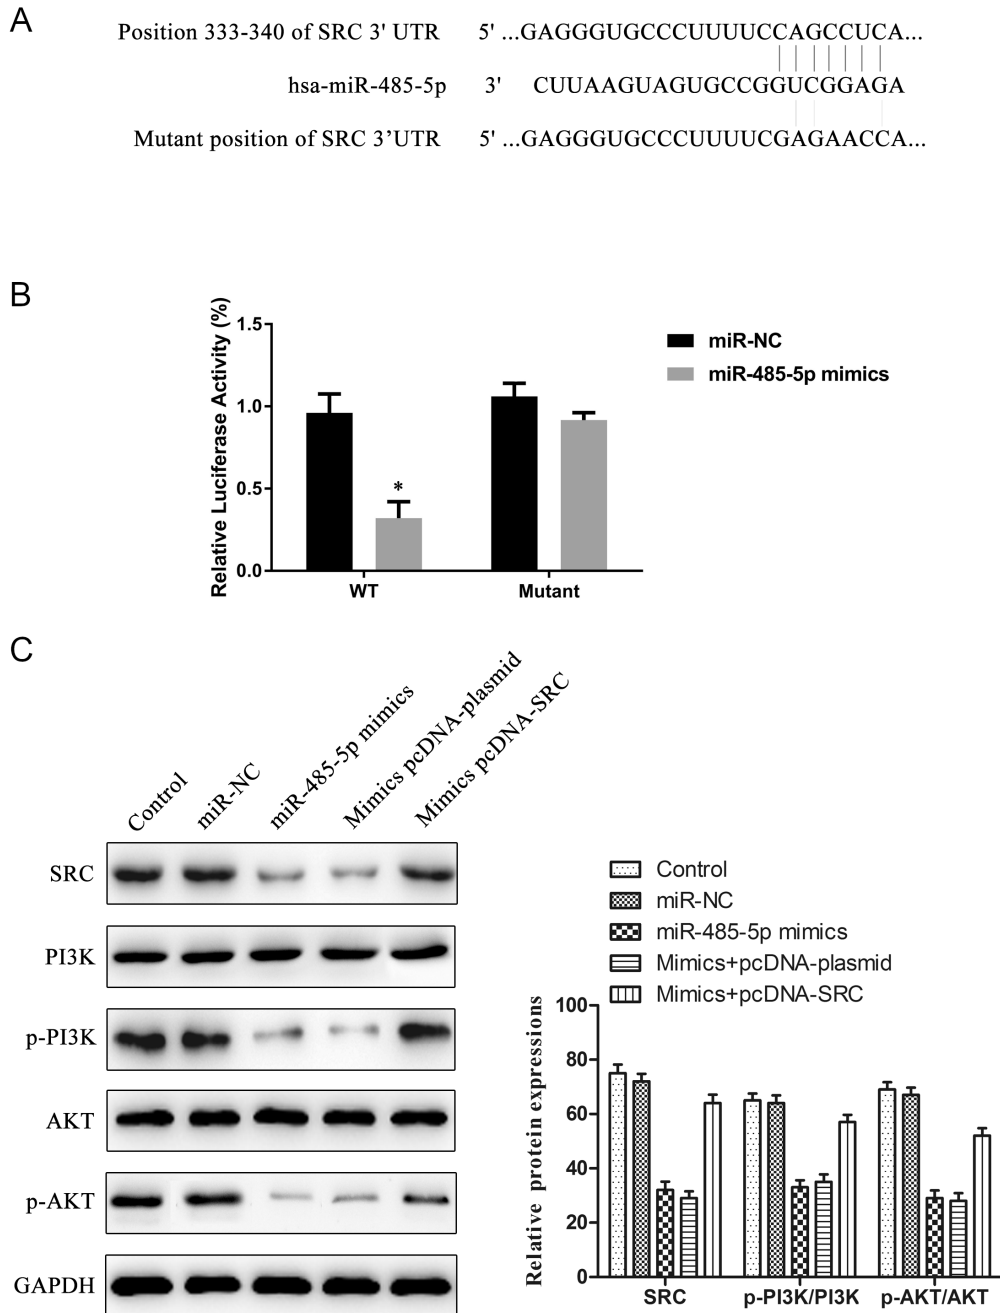 A
Position 333-340 of SRC 3' UTR 5' ...GAGGGUGCCCUUUUCCAGCCUCA...
hsa-miR-485-5p 3' CUUAAGUAGUGCCGGUCGGAGA
Mutant position of SRC 3'UTR 5' ...GAGGGUGCCCUUUUCGAGAACCA...
B
Relative Luciferase Activity (%)
1.5
1.0
0.5
0.0
*
WT Mutant
miR-NC
miR-485-5p mimics
C
Control
miR-NC
miR-485-5p mimics
Mimics pcDNA-plasmid
Mimics pcDNA-SRC
SRC
PI3K
p-PI3K
AKT
p-AKT
GAPDH
Control
miR-NC
miR-485-5p mimics
Mimics+pcDNA-plasmid
Mimics+pcDNA-SRC
Relative protein expressions
100
80
60
40
20
0
SRC p-PI3K/PI3K p-AKT/AKT